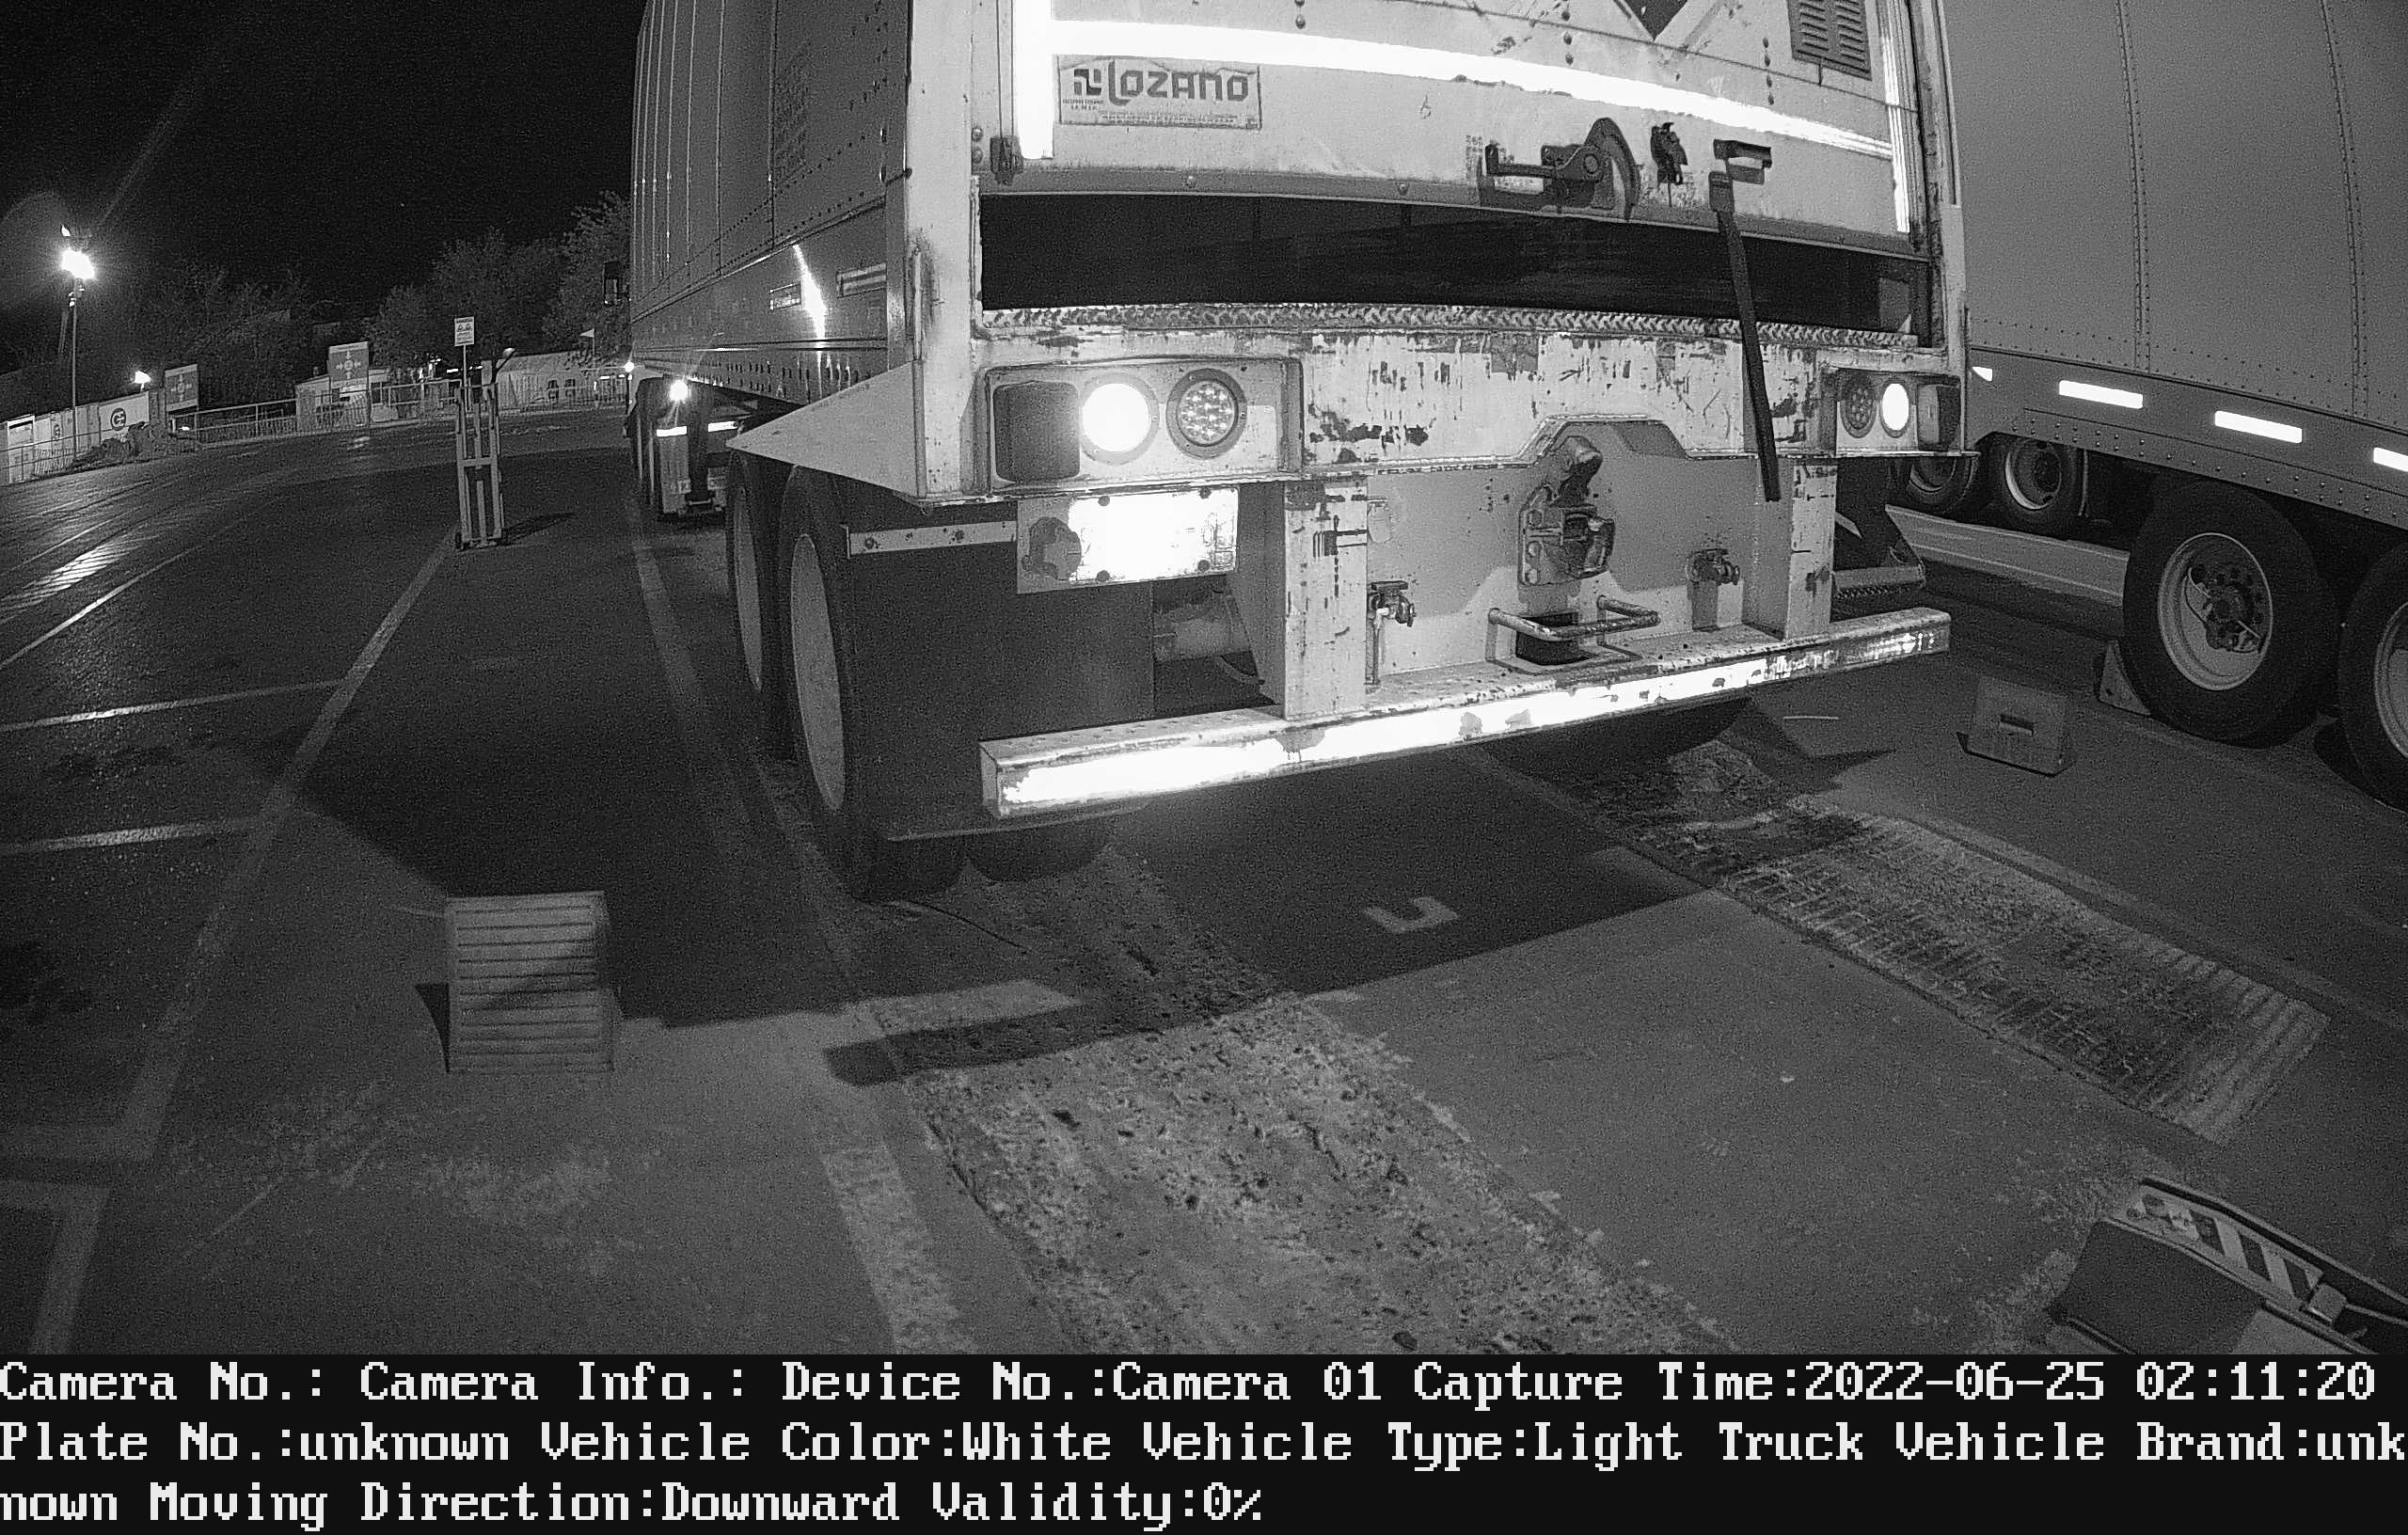 LOZANO
Camera No.: Camera Info.: Device No.:Camera 01 Capture Time:2022-06-25 02:11:20
Plate No.:unknown Vehicle Color:White Vehicle Type:Light Truck Vehicle Brand:unk
nown Moving Direction:Downward Validity:0%